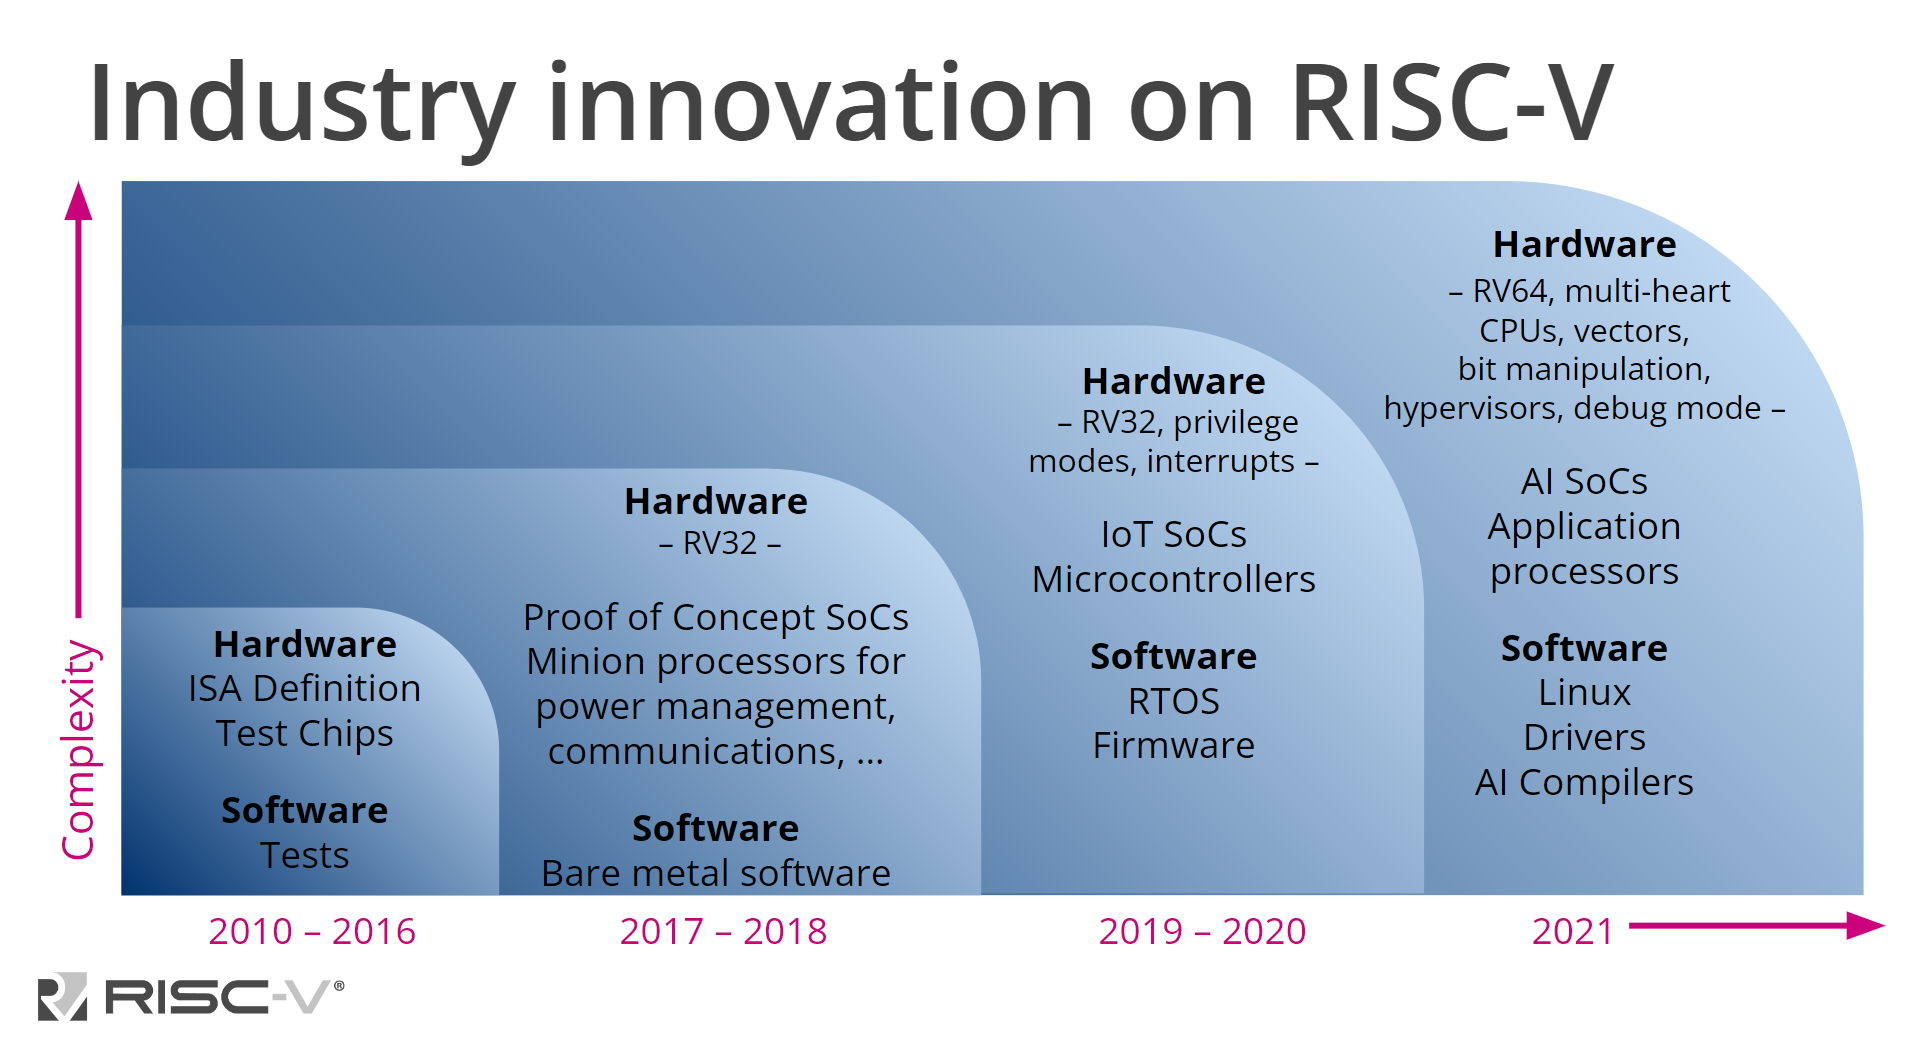 Industry innovation on RISC-V
Complexity
Hardware
ISA Definition
Test Chips
Software
Tests
2010 – 2016
Hardware
– RV32 –
Proof of Concept SoCs
Minion processors for
power management,
communications, ...
Software
Bare metal software
2017 – 2018
Hardware
– RV32, privilege
modes, interrupts –
IoT SoCs
Microcontrollers
Software
RTOS
Firmware
2019 – 2020
Hardware
– RV64, multi-heart
CPUs, vectors,
bit manipulation,
hypervisors, debug mode –
AI SoCs
Application
processors
Software
Linux
Drivers
AI Compilers
2021
RISC-V®